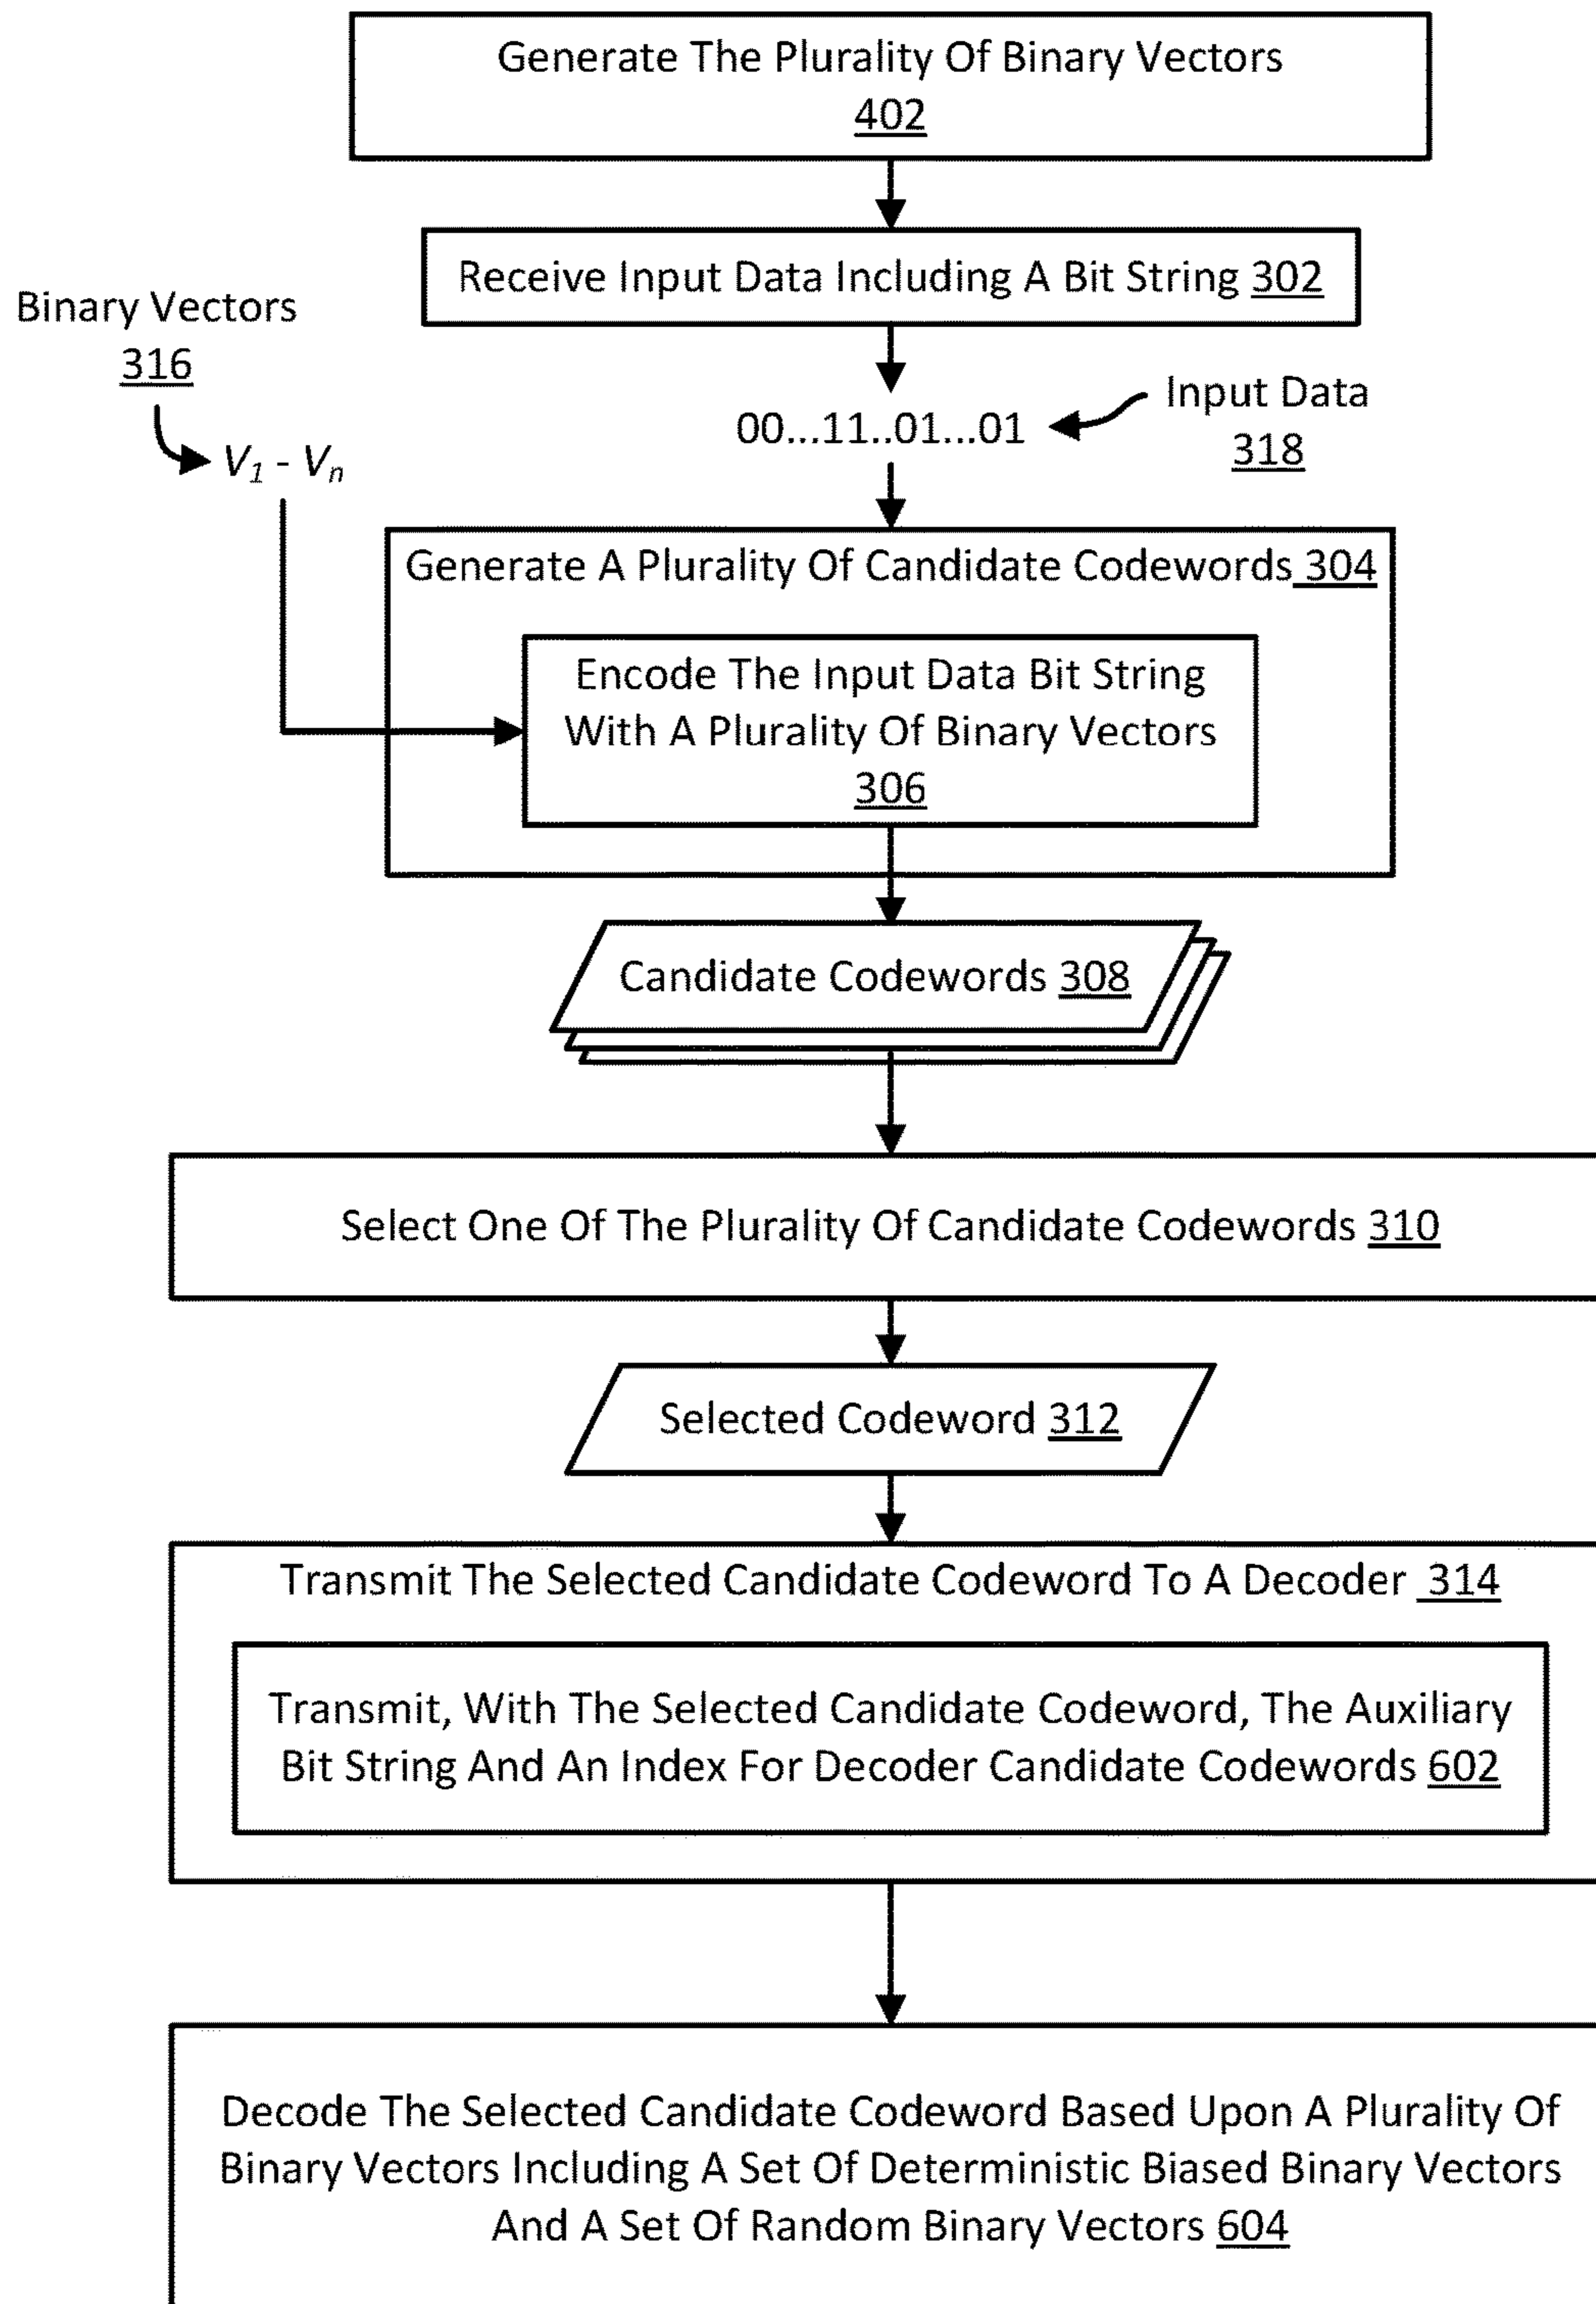 Generate The Plurality Of Binary Vectors
402
Receive Input Data Including A Bit String 302
Binary Vectors
316
V1 - Vn
00...11..01...01
Input Data
318
Generate A Plurality Of Candidate Codewords 304
Encode The Input Data Bit String
With A Plurality Of Binary Vectors
306
Candidate Codewords 308
Select One Of The Plurality Of Candidate Codewords 310
Selected Codeword 312
Transmit The Selected Candidate Codeword To A Decoder 314
Transmit, With The Selected Candidate Codeword, The Auxiliary
Bit String And An Index For Decoder Candidate Codewords 602
Decode The Selected Candidate Codeword Based Upon A Plurality Of
Binary Vectors Including A Set Of Deterministic Biased Binary Vectors
And A Set Of Random Binary Vectors 604